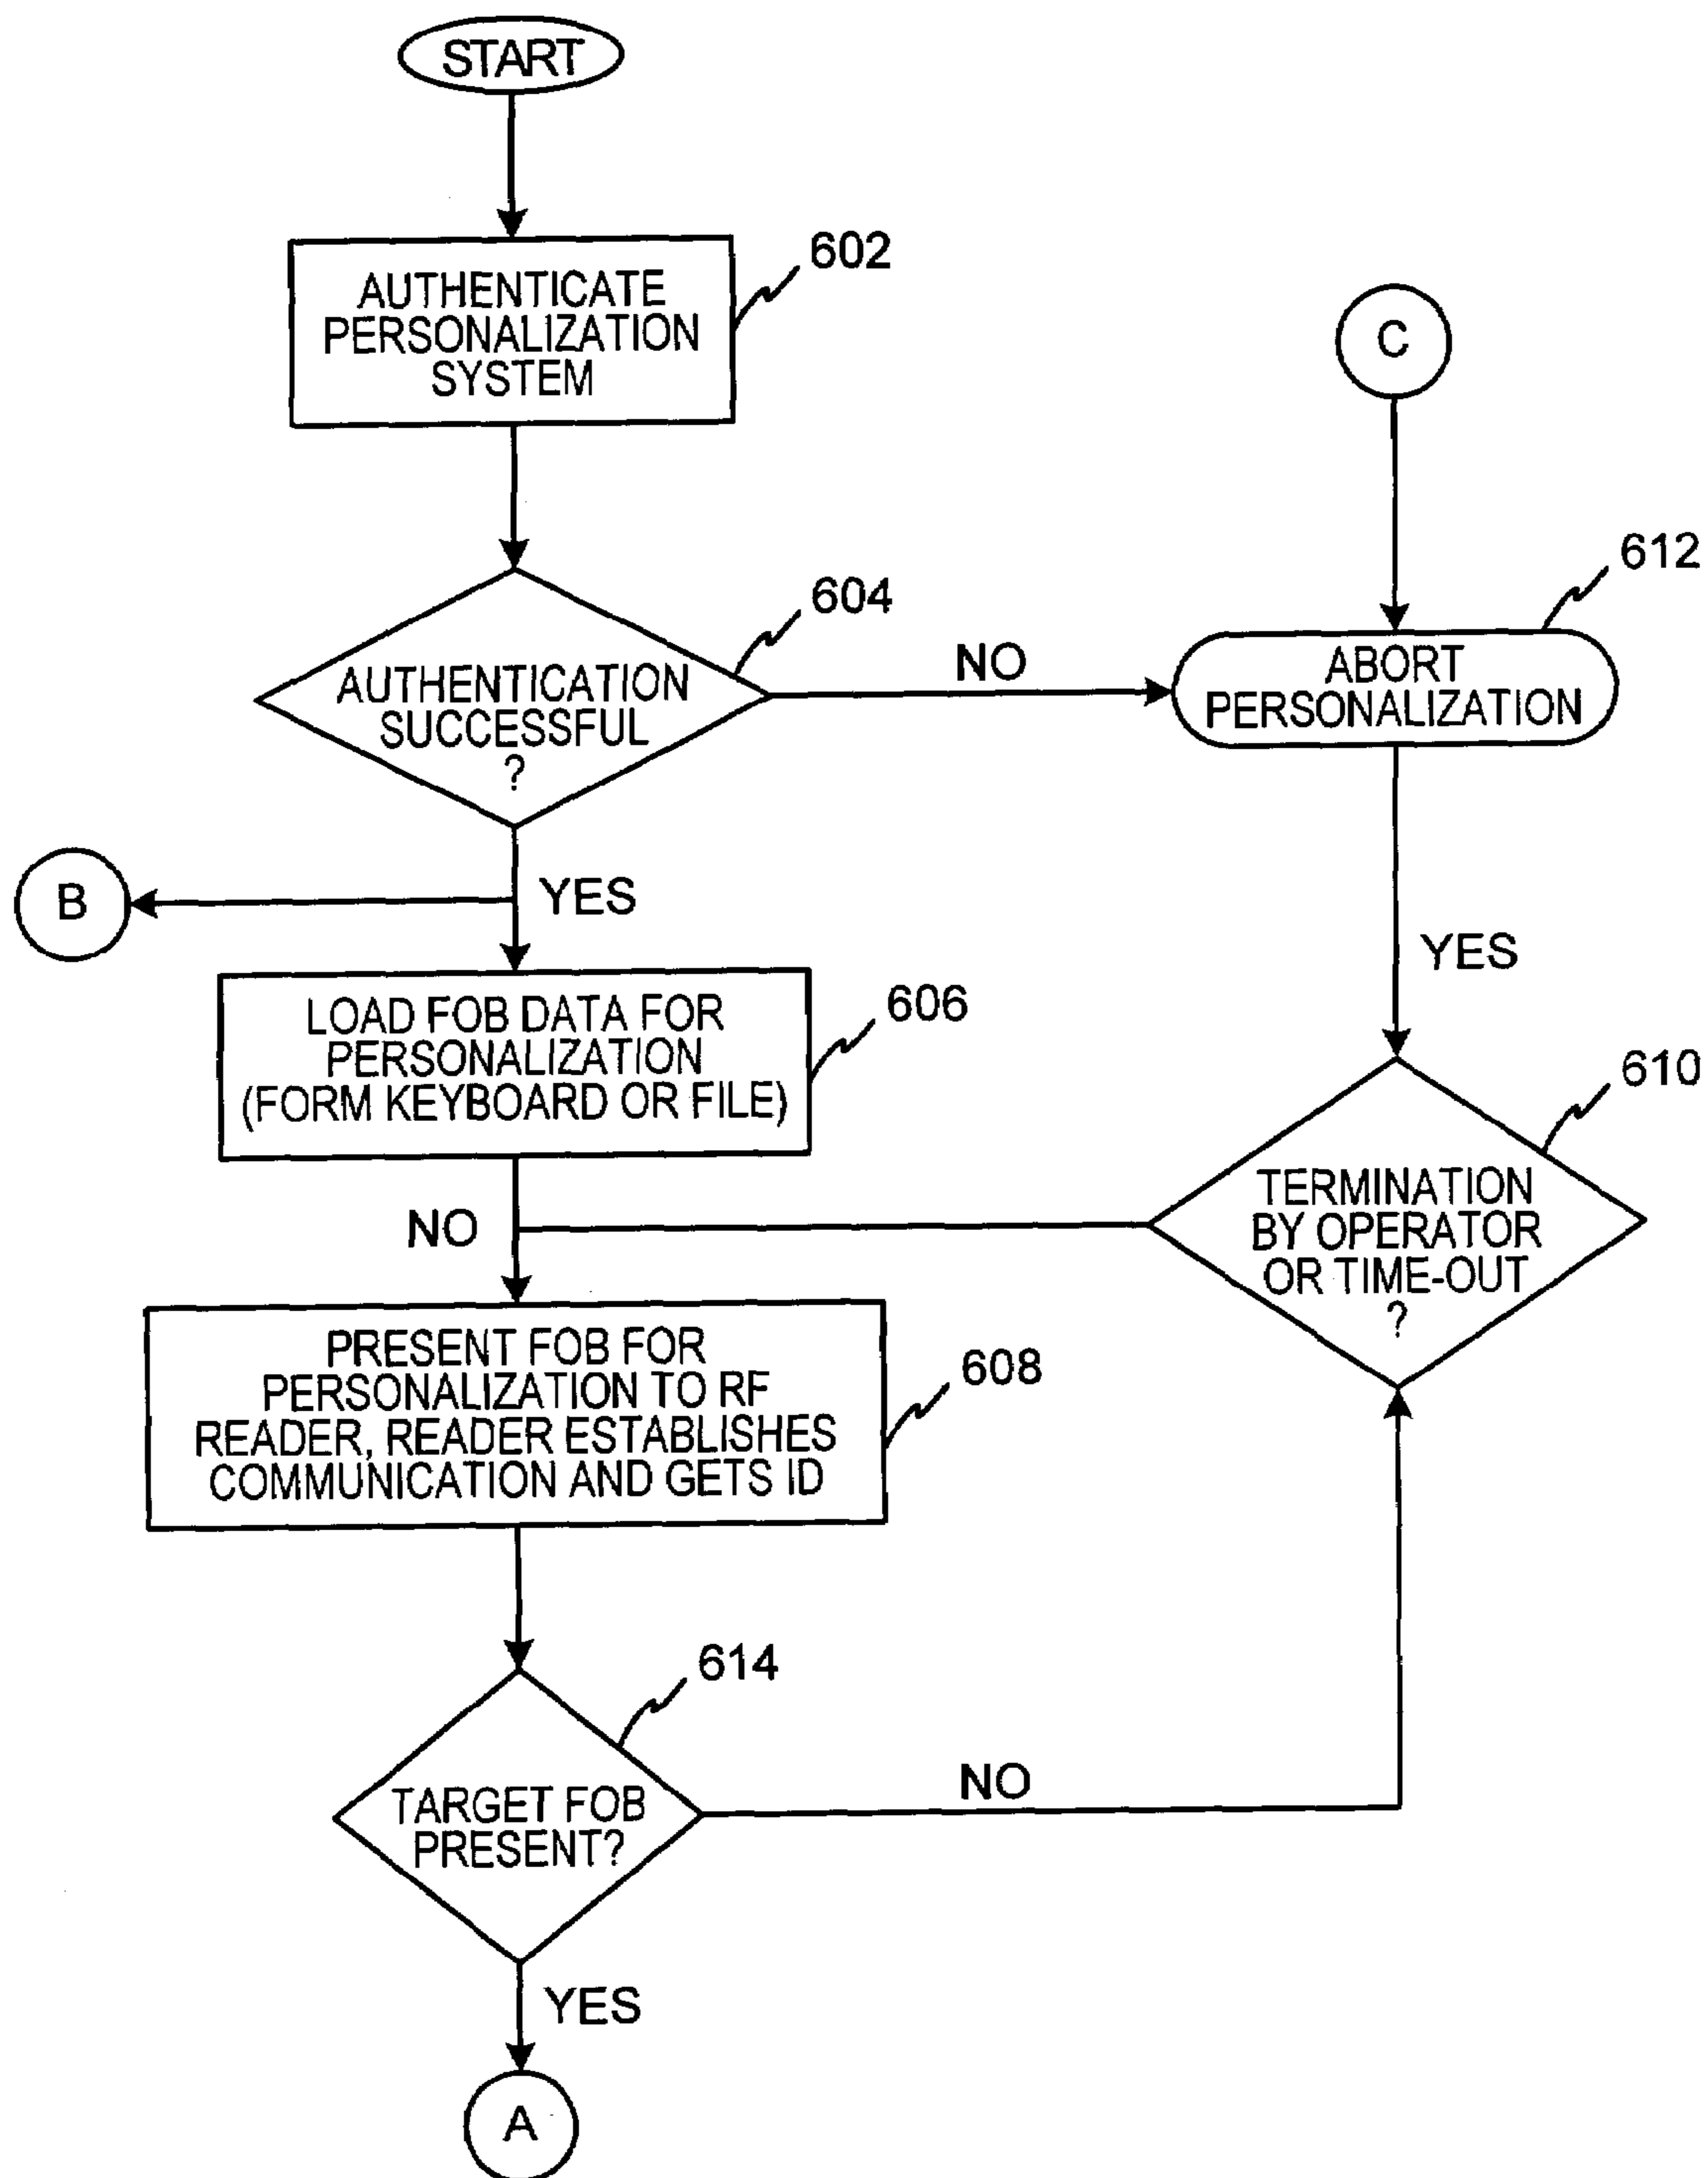 START
AUTHENTICATE
PERSONALIZATION
SYSTEM
602
C
AUTHENTICATION
SUCCESSFUL
?
604
NO
612
ABORT
PERSONALIZATION
B
YES
YES
LOAD FOB DATA FOR
PERSONALIZATION
(FORM KEYBOARD OR FILE)
606
610
TERMINATION
BY OPERATOR
OR TIME-OUT
?
NO
PRESENT FOB FOR
PERSONALIZATION TO RF
READER, READER ESTABLISHES
COMMUNICATION AND GETS ID
608
614
TARGET FOB
PRESENT?
NO
YES
A